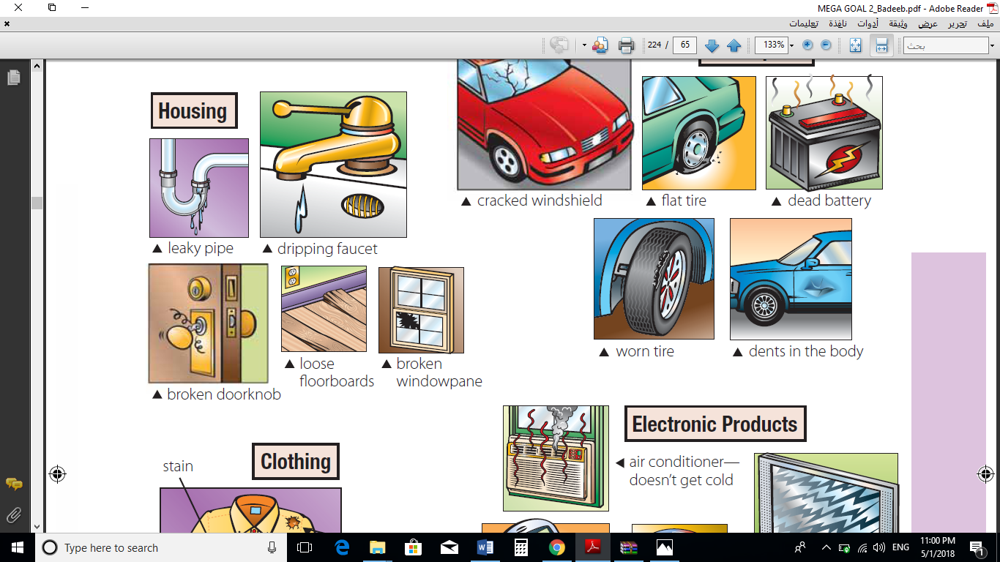 MEGA GOAL 2_Badeeb.pdf - Adobe Reader
ملف تحرير عرض وثيقة أدوات نافذة تعليمات
224 / 65
133%
بحث
Housing
cracked windshield
flat tire
dead battery
leaky pipe
dripping faucet
worn tire
dents in the body
loose
floorboards
broken
windowpane
broken doorknob
Electronic Products
air conditioner—
doesn't get cold
Clothing
stain
Type here to search
ENG
11:00 PM
5/1/2018
1